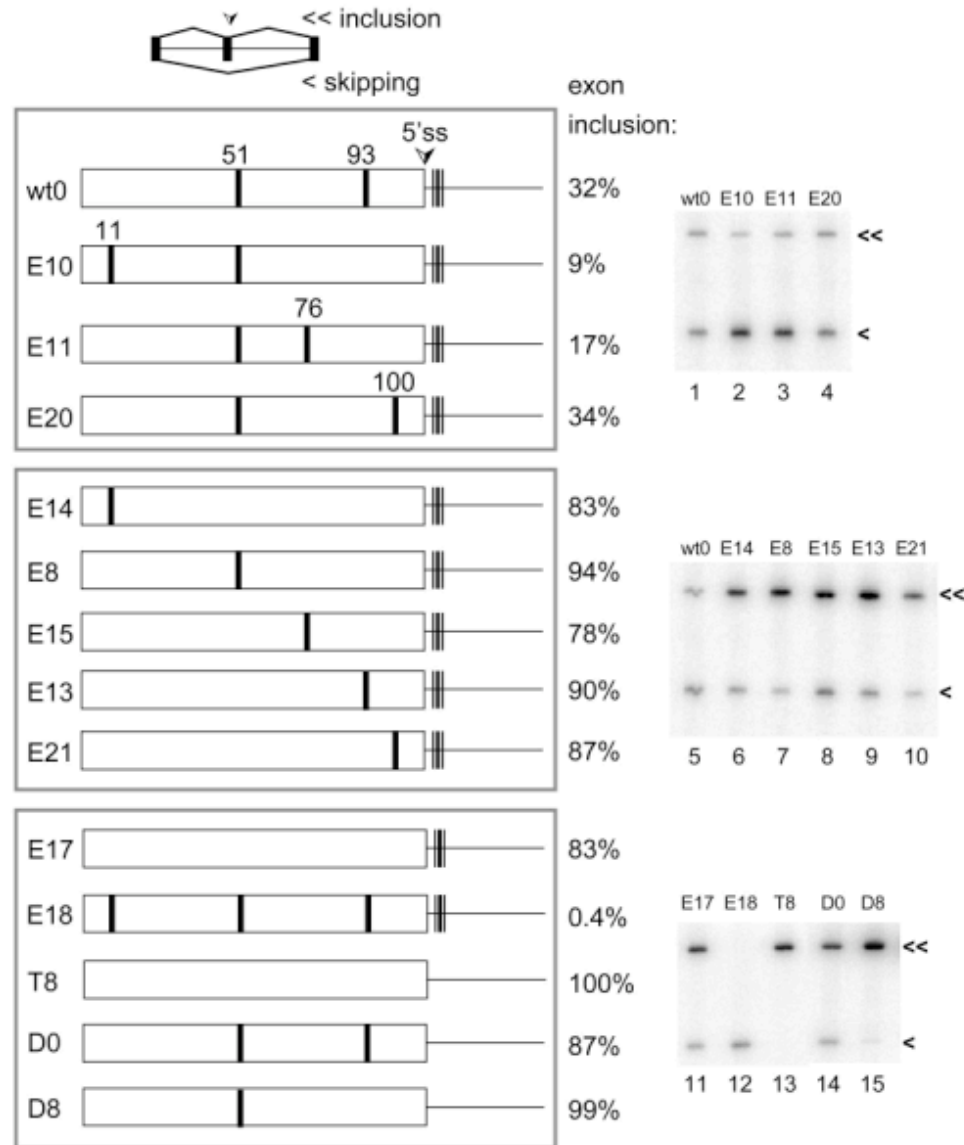 << inclusion
< skipping
exon
inclusion:
51 93 5'ss
wt0 32%
11
E10 9%
76
E11 17%
100
E20 34%
wt0 E10 E11 E20
<<
<
1 2 3 4
E14 83%
E8 94%
E15 78%
E13 90%
E21 87%
wt0 E14 E8 E15 E13 E21
<<
<
5 6 7 8 9 10
E17 83%
E18 0.4%
T8 100%
D0 87%
D8 99%
E17 E18 T8 D0 D8
<<
<
11 12 13 14 15